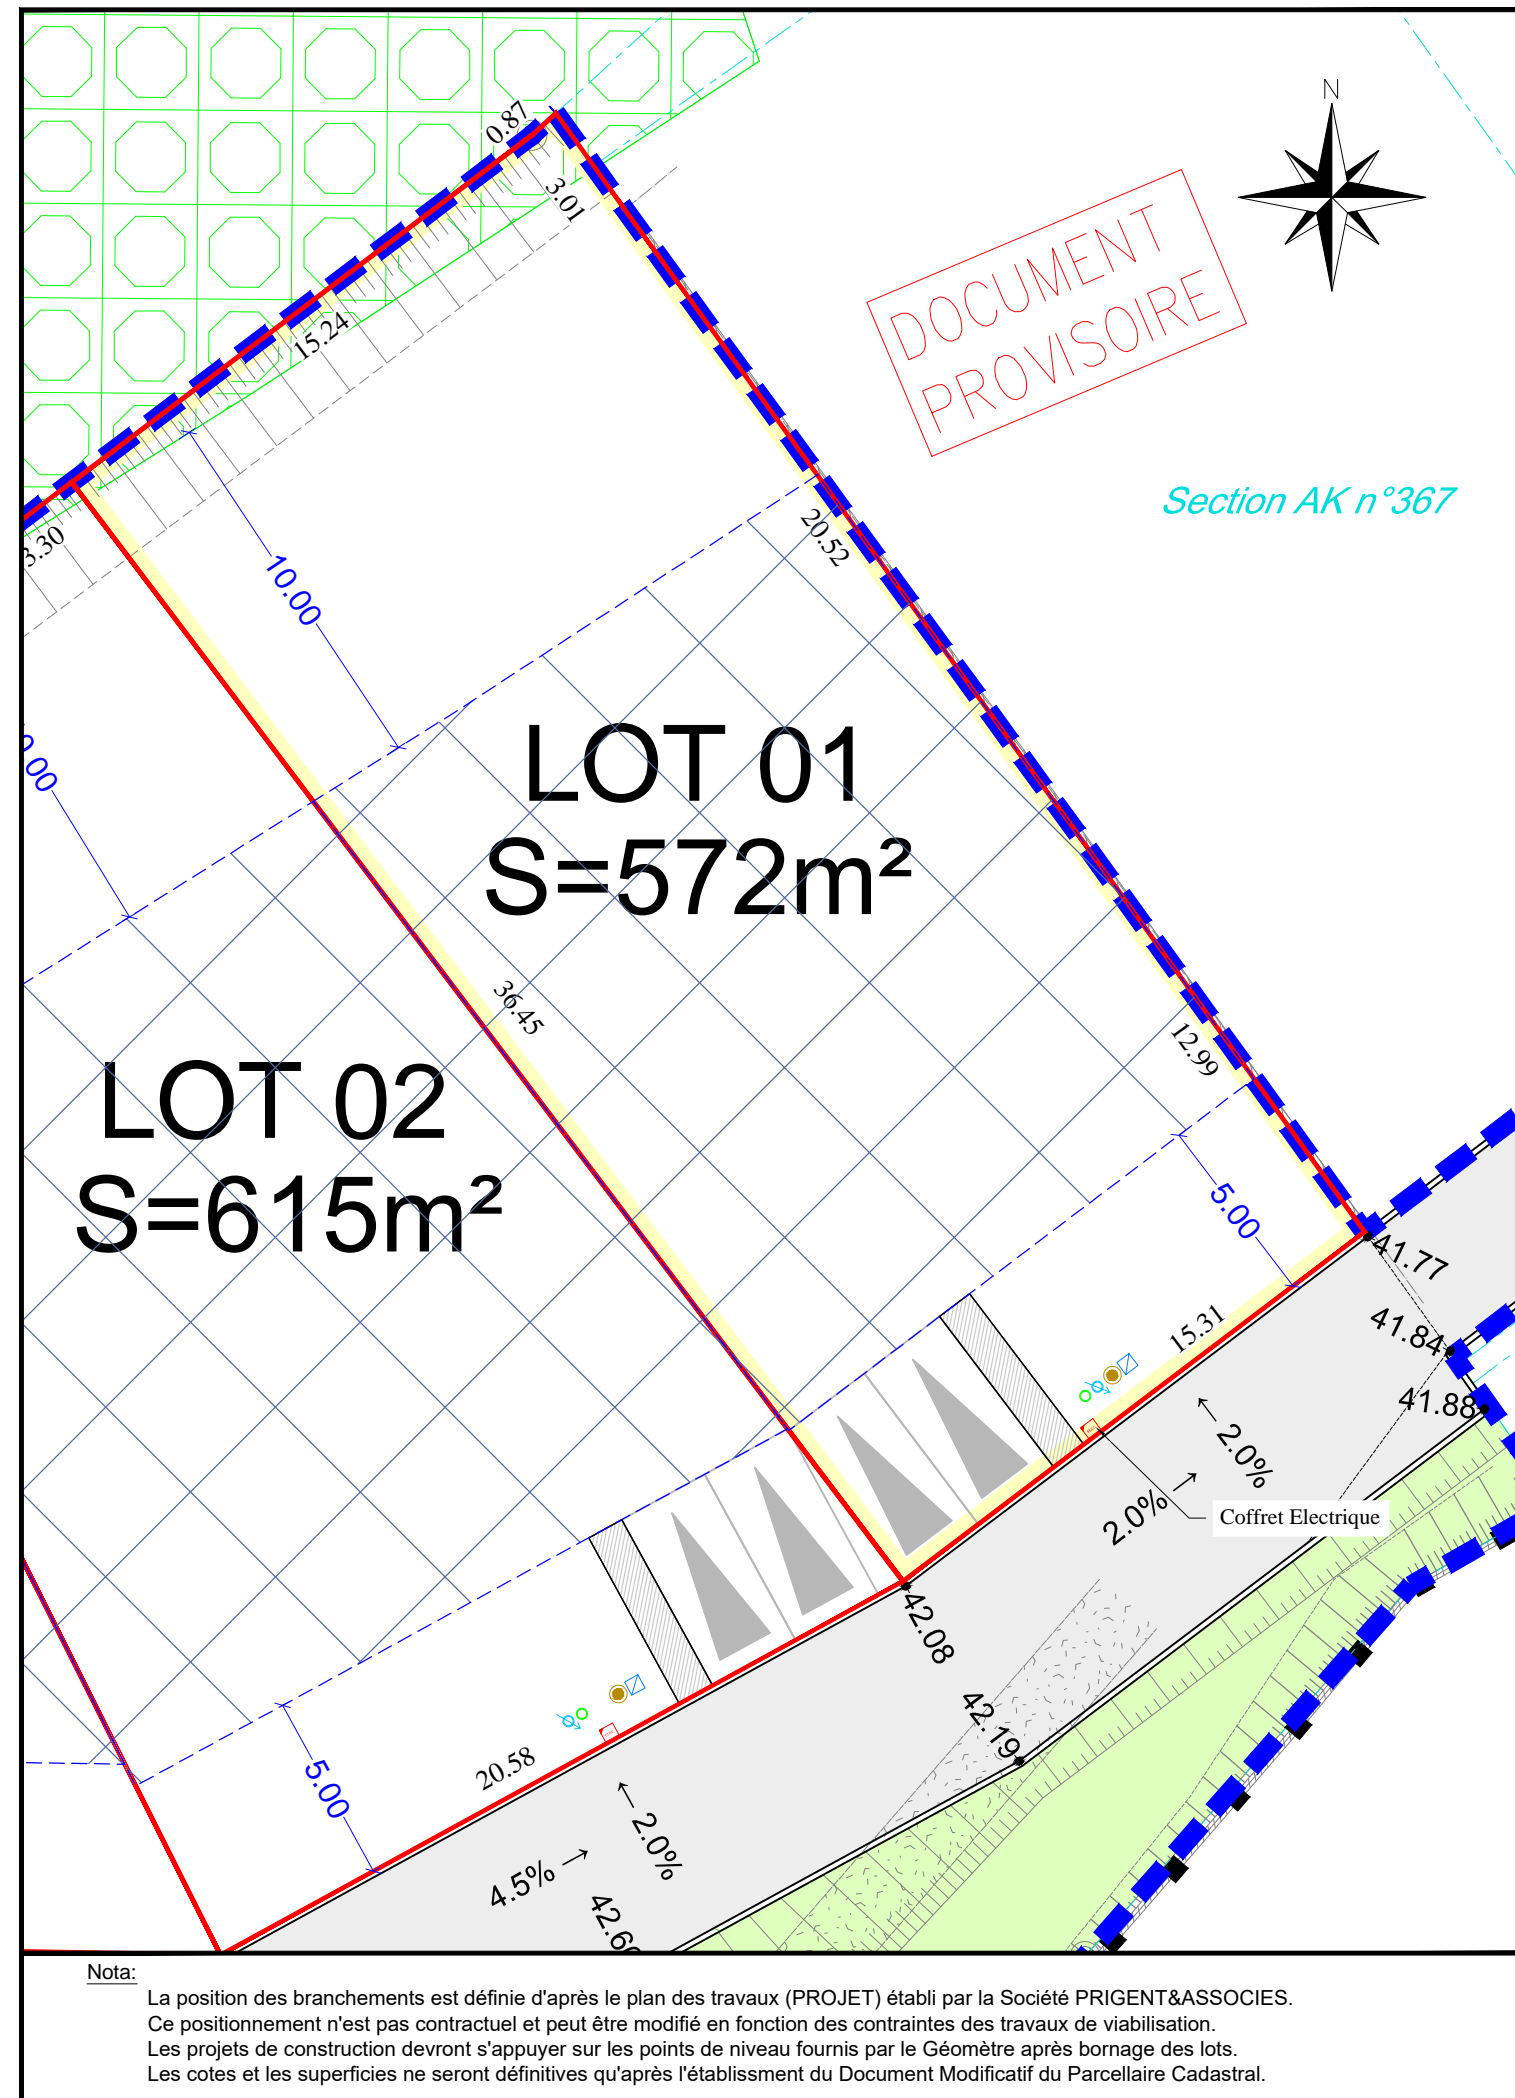 N
0.87
3.01
DOCUMENT
PROVISOIRE
15.24
Section AK n°367
3.30
20.52
10.00
LOT 01
S=572m²
36.45
12.99
LOT 02
S=615m²
5.00
41.77
15.31
41.84
41.88
2.0%
2.0%
Coffret Electrique
42.08
42.19
20.58
5.00
2.0%
4.5%
Nota:
La position des branchements est définie d'après le plan des travaux (PROJET) établi par la Société PRIGENT&ASSOCIES.
Ce positionnement n'est pas contractuel et peut être modifié en fonction des contraintes des travaux de viabilisation.
Les projets de construction devront s'appuyer sur les points de niveau fournis par le Géomètre après bornage des lots.
Les cotes et les superficies ne seront définitives qu'après l'établissment du Document Modificatif du Parcellaire Cadastral.